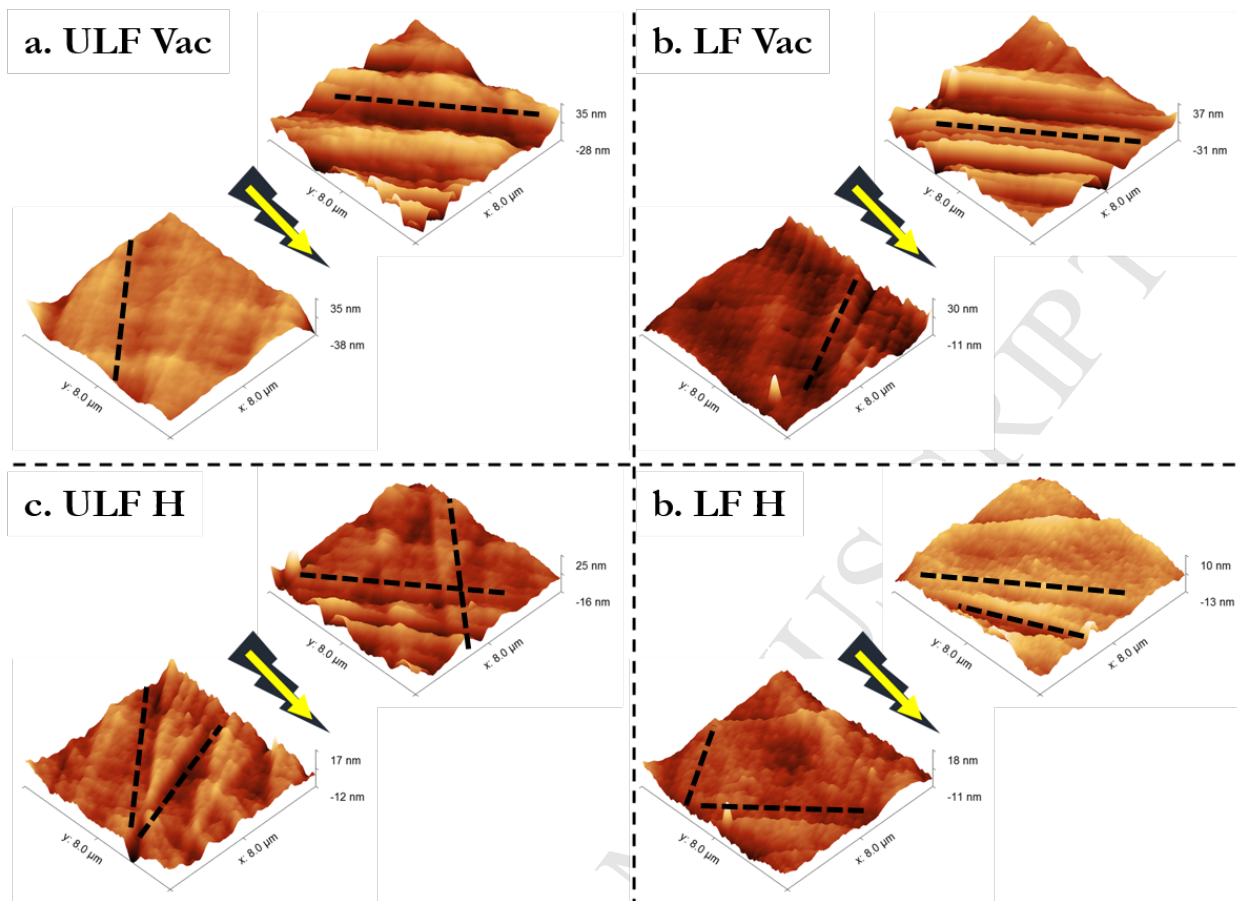 a. ULF Vac
35 nm
-28 nm
y: 8.0 µm
x: 8.0 µm
35 nm
-38 nm
y: 8.0 µm
x: 8.0 µm
b. LF Vac
37 nm
-31 nm
y: 8.0 µm
x: 8.0 µm
30 nm
-11 nm
y: 8.0 µm
x: 8.0 µm
c. ULF H
25 nm
-16 nm
y: 8.0 µm
x: 8.0 µm
17 nm
-12 nm
y: 8.0 µm
x: 8.0 µm
b. LF H
10 nm
-13 nm
y: 8.0 µm
x: 8.0 µm
18 nm
-11 nm
y: 8.0 µm
x: 8.0 µm